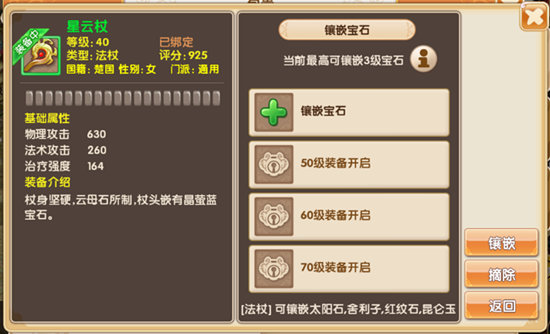 星云杖
装备中
等级：40 已绑定
类型：法杖 评分：925
国籍：楚国 性别：女 门派：通用
基础属性
物理攻击 630
法术攻击 260
治疗强度 164
装备介绍
杖身坚硬,云母石所制,杖头嵌有晶萤蓝
宝石。
镶嵌宝石
当前最高可镶嵌3级宝石
镶嵌宝石
50级装备开启
60级装备开启
70级装备开启
[法杖] 可镶嵌太阳石,舍利子,红纹石,昆仑玉
镶嵌
摘除
返回